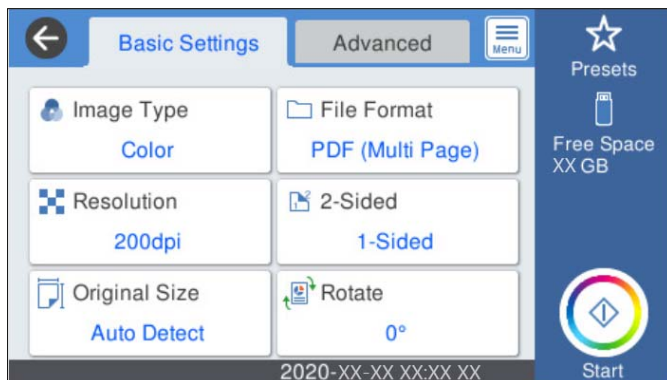 Basic Settings
Advanced
Menu
Presets
Free Space
XX GB
Image Type
Color
File Format
PDF (Multi Page)
Resolution
200dpi
2-Sided
1-Sided
Original Size
Auto Detect
Rotate
0°
2020-XX-XX XX:XX XX
Start